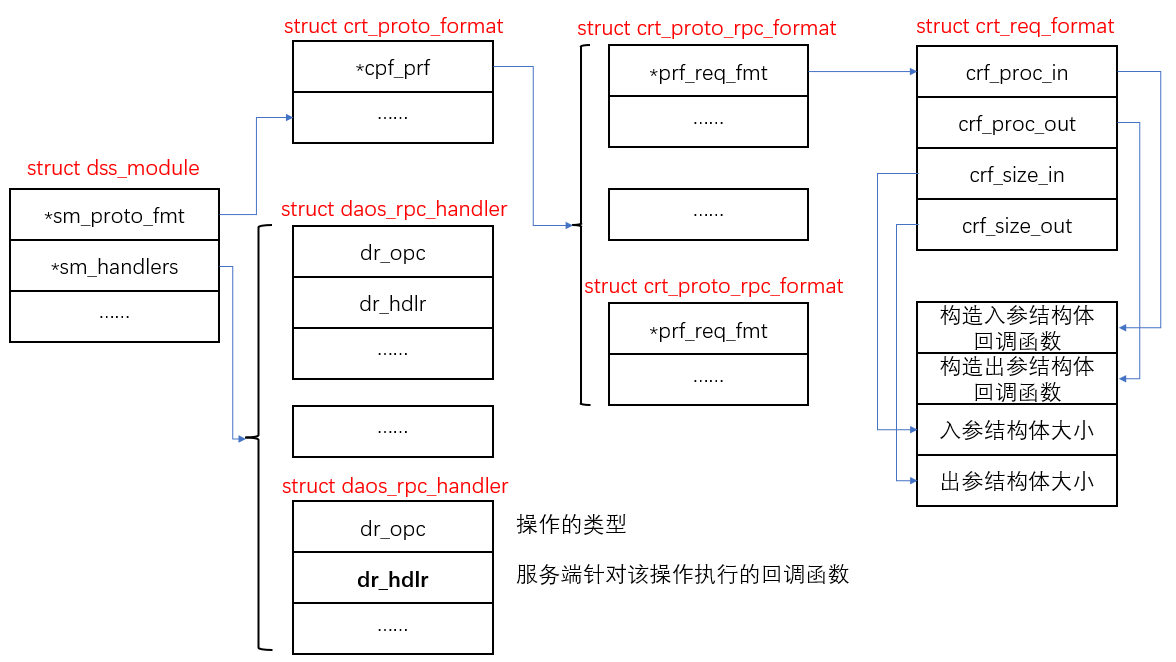 struct dss_module
*sm_proto_fmt
*sm_handlers
……
struct crt_proto_format
*cpf_prf
……
struct daos_rpc_handler
dr_opc
dr_hdlr
……
……
struct daos_rpc_handler
dr_opc
dr_hdlr
……
操作的类型
服务端针对该操作执行的回调函数
struct crt_proto_rpc_format
*prf_req_fmt
……
……
struct crt_proto_rpc_format
*prf_req_fmt
……
struct crt_req_format
crf_proc_in
crf_proc_out
crf_size_in
crf_size_out
构造入参结构体
回调函数
构造出参结构体
回调函数
入参结构体大小
出参结构体大小